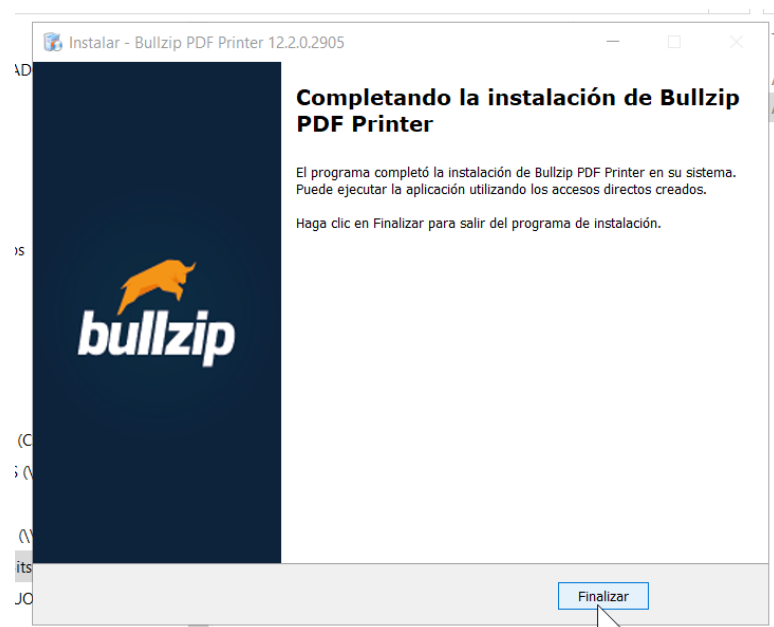 Instalar - Bullzip PDF Printer 12.2.0.2905
Completando la instalación de Bullzip
PDF Printer
El programa completó la instalación de Bullzip PDF Printer en su sistema.
Puede ejecutar la aplicación utilizando los accesos directos creados.
Haga clic en Finalizar para salir del programa de instalación.
bullzip
Finalizar